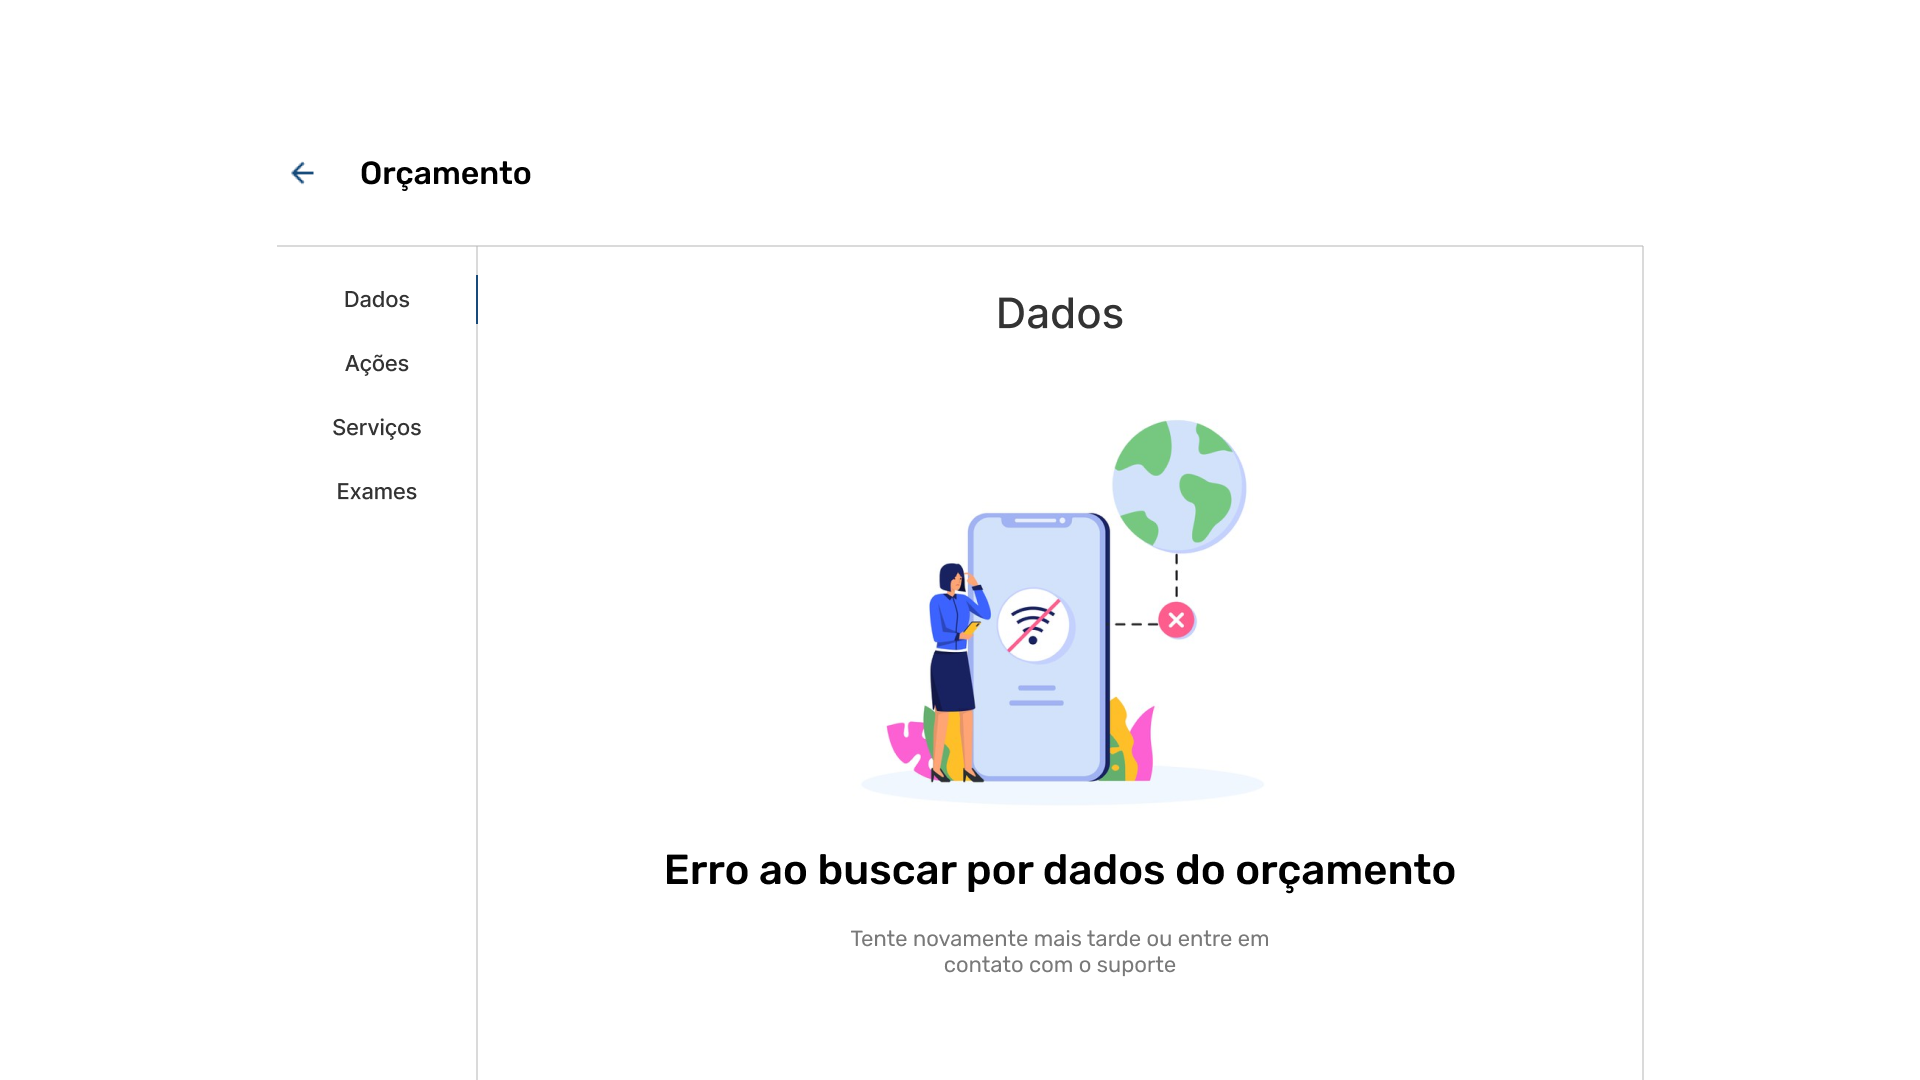 Orçamento
Dados
Ações
Serviços
Exames
Dados
Erro ao buscar por dados do orçamento
Tente novamente mais tarde ou entre em
contato com o suporte